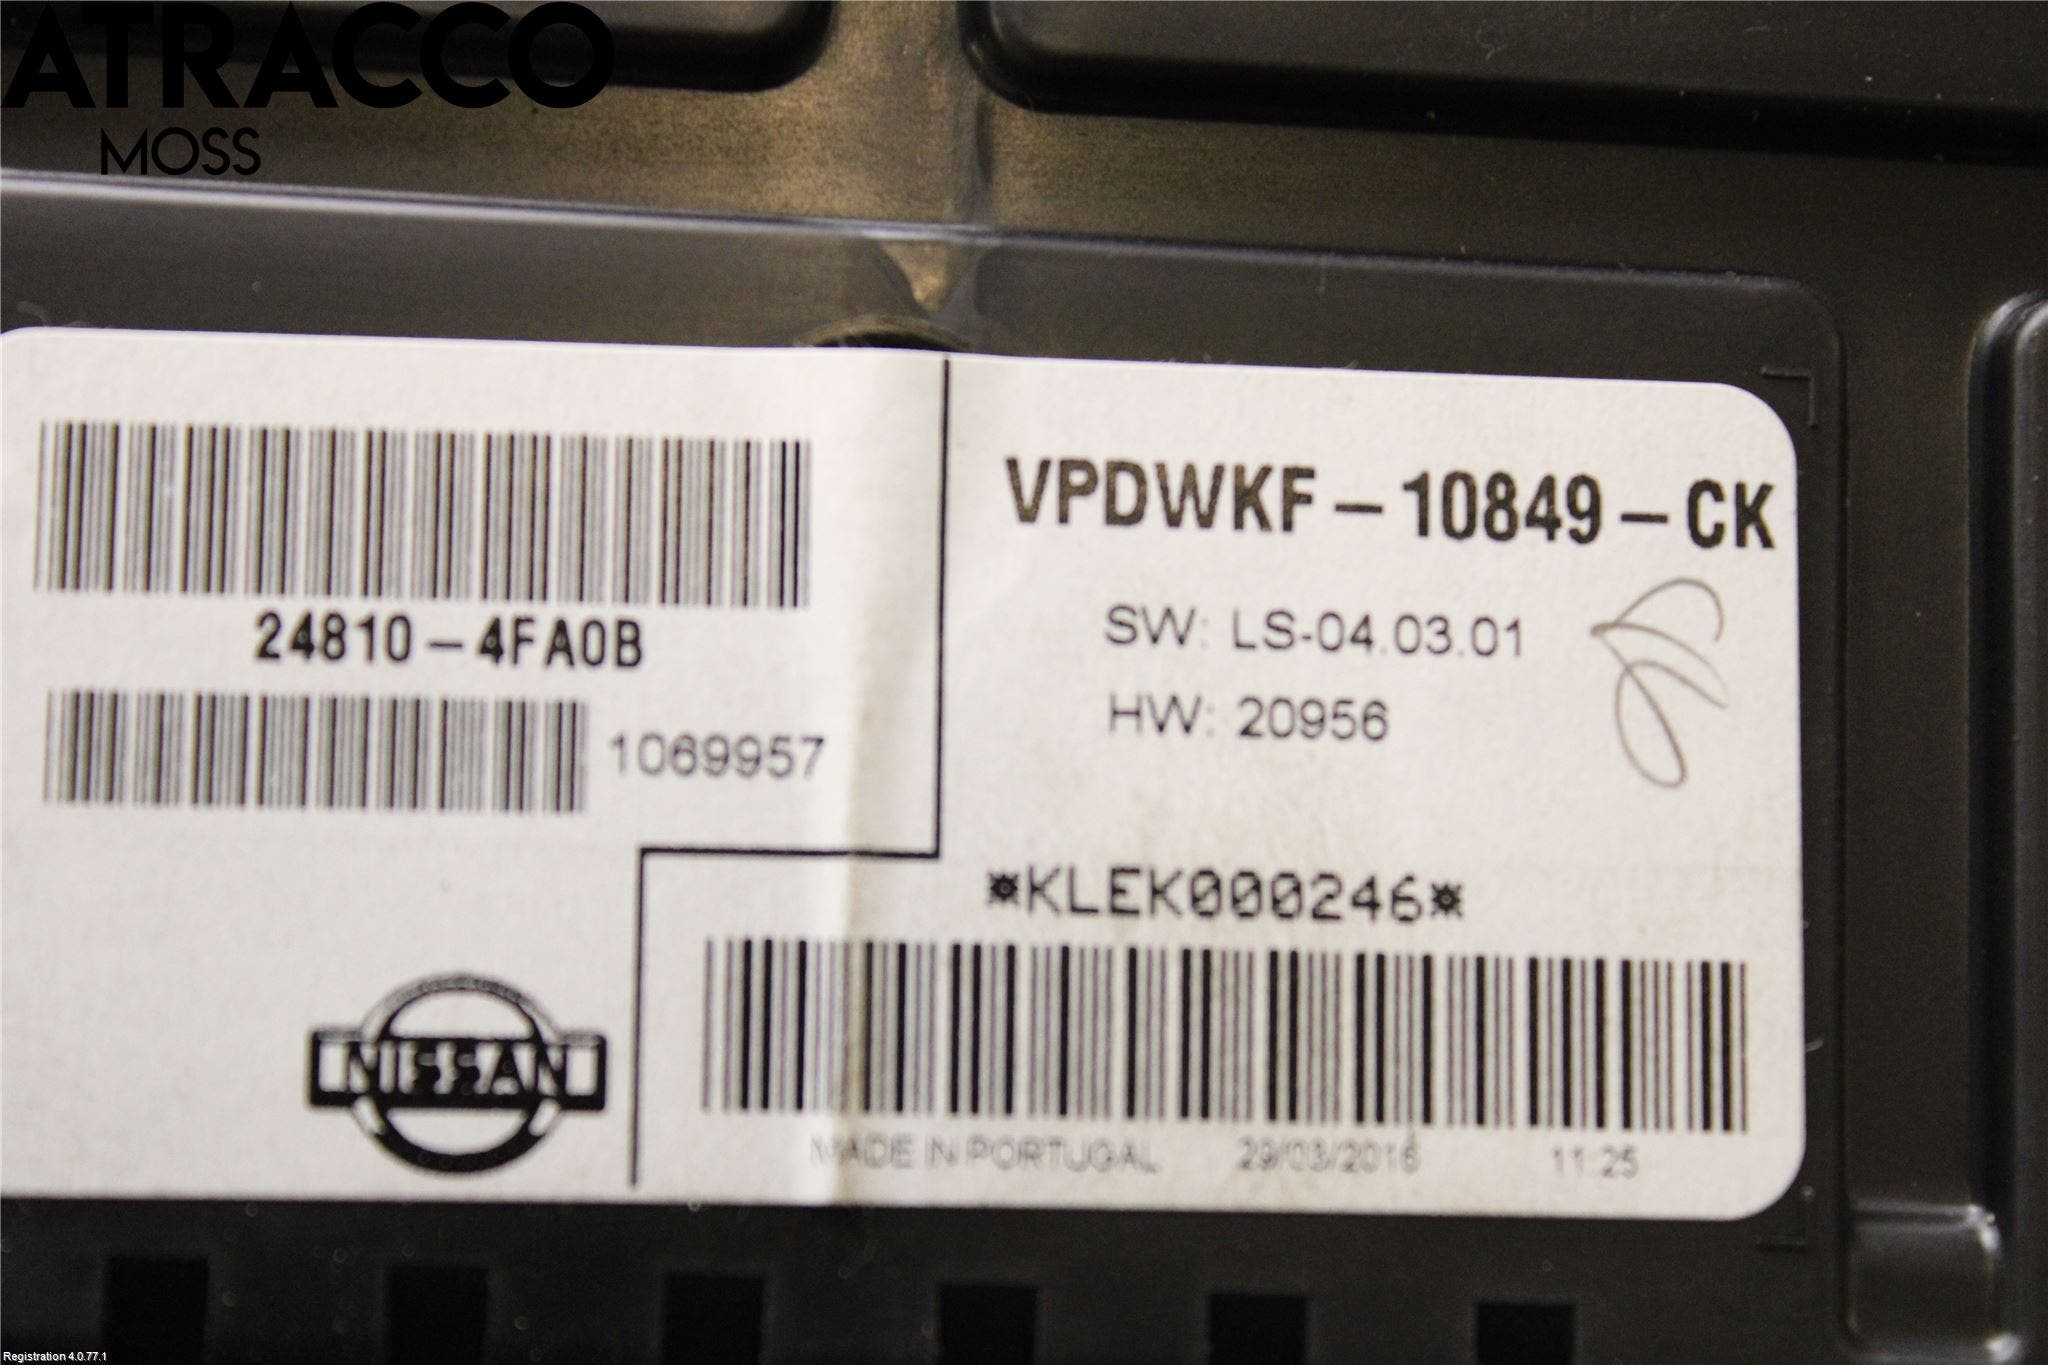 ATRACCO
MOSS
24810-4FA0B
1069957
NISSAN
VPDWKF-10849-CK
SW: LS-04.03.01
HW: 20956
*KLEK000246*
MADE IN PORTUGAL 29/03/2016 11:25
Registration 4.0.77.1